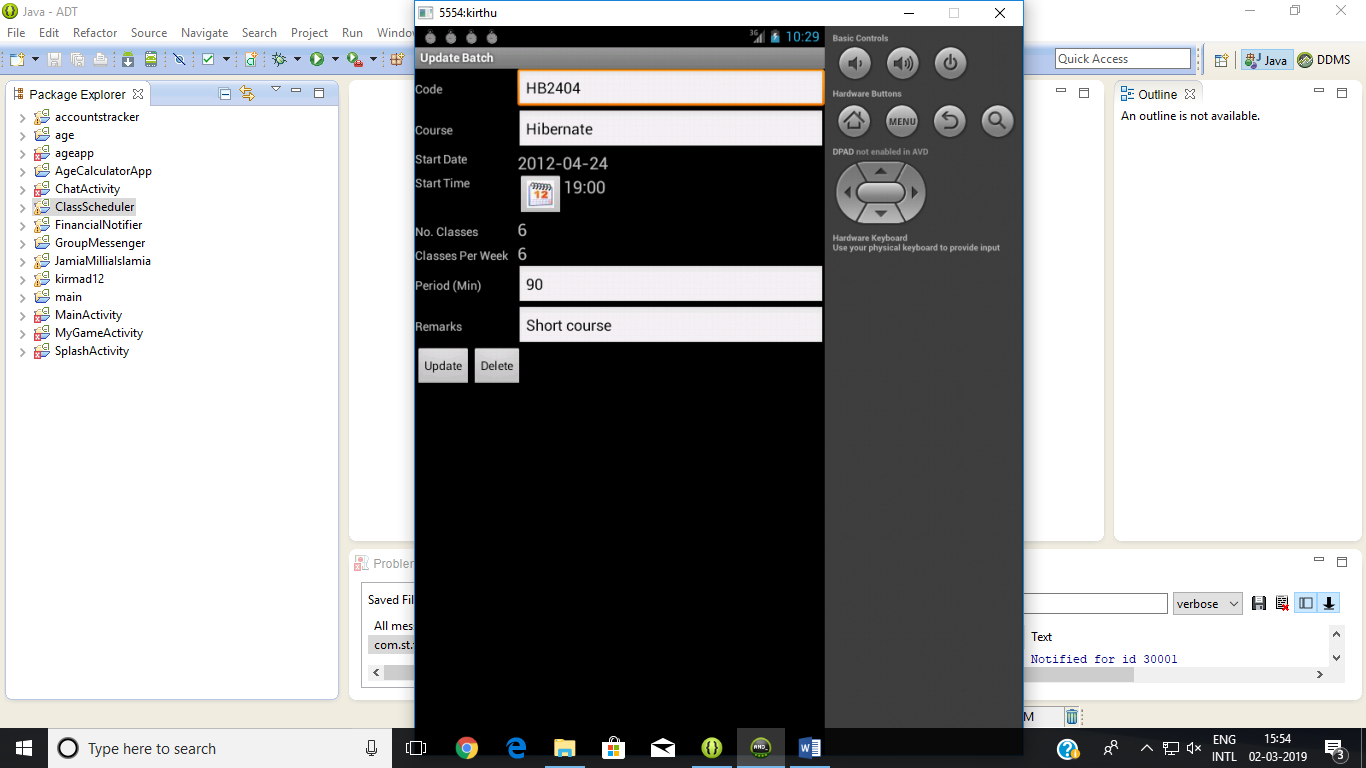 Java - ADT
5554:kirthu
File Edit Refactor Source Navigate Search Project Run Window
Quick Access
Java
DDMS
Package Explorer
accountstracker
age
ageapp
AgeCalculatorApp
ChatActivity
ClassScheduler
FinancialNotifier
GroupMessenger
JamiaMilliaIslamia
kirmad12
main
MainActivity
MyGameActivity
SplashActivity
3G 10:29
Update Batch
Code HB2404
Course Hibernate
Start Date 2012-04-24
Start Time 12 19:00
No. Classes 6
Classes Per Week 6
Period (Min) 90
Remarks Short course
Update Delete
Basic Controls
Hardware Buttons
MENU
DPAD not enabled in AVD
Hardware Keyboard
Use your physical keyboard to provide input
Outline
An outline is not available.
Problem
Saved Fil
All mes
com.st.
verbose
Text
Notified for id 30001
M
Type here to search
ENG
INTL
15:54
02-03-2019
3